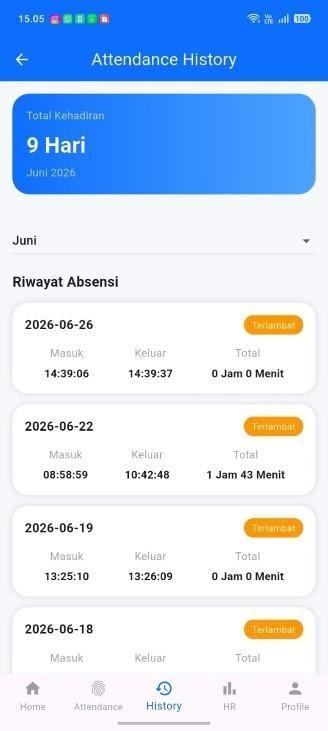 15.05
Vo LTE
100
Attendance History
Total Kehadiran
9 Hari
Juni 2026
Juni
Riwayat Absensi
2026-06-26 Terlambat
Masuk Keluar Total
14:39:06 14:39:37 0 Jam 0 Menit
2026-06-22 Terlambat
Masuk Keluar Total
08:58:59 10:42:48 1 Jam 43 Menit
2026-06-19 Terlambat
Masuk Keluar Total
13:25:10 13:26:09 0 Jam 0 Menit
2026-06-18 Terlambat
Masuk Keluar Total
Home Attendance History HR Profile